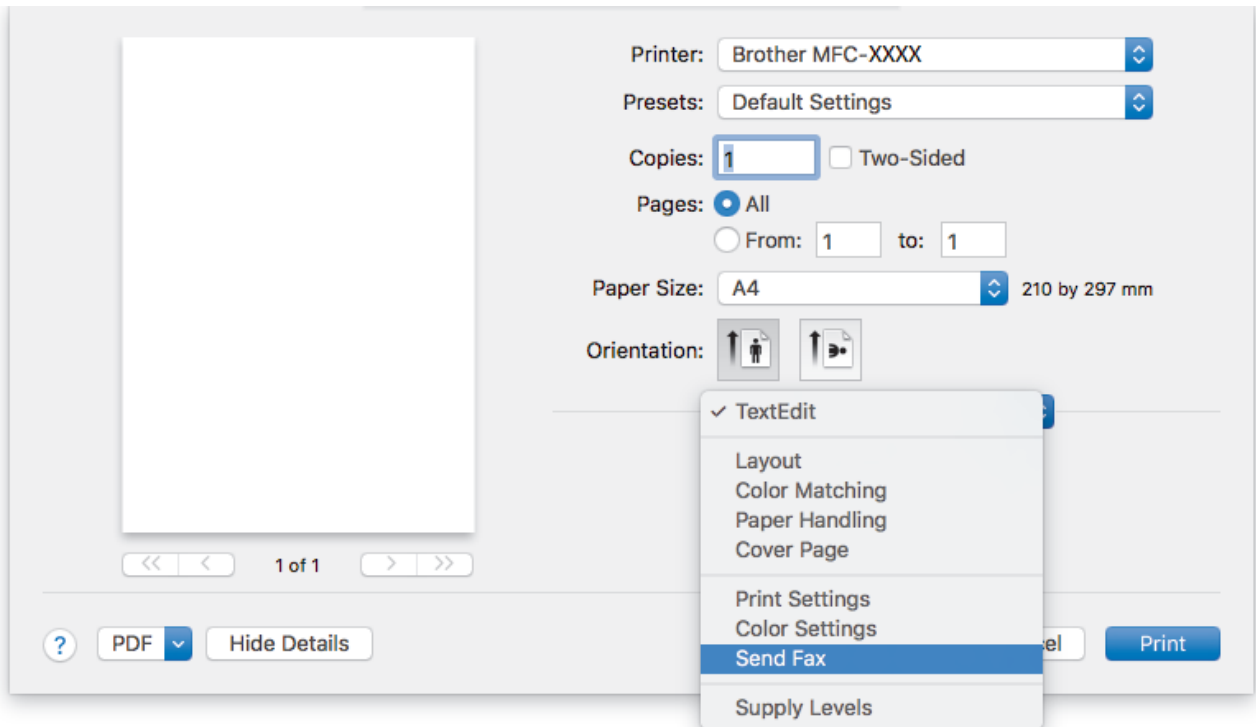 Printer: Brother MFC-XXXX
Presets: Default Settings
Copies: 1 Two-Sided
Pages: All
From: 1 to: 1
Paper Size: A4 210 by 297 mm
Orientation:
✓ TextEdit
Layout
Color Matching
Paper Handling
Cover Page
<< < 1 of 1 > >>
Print Settings
Color Settings
Send Fax
Supply Levels
? PDF Hide Details cel Print